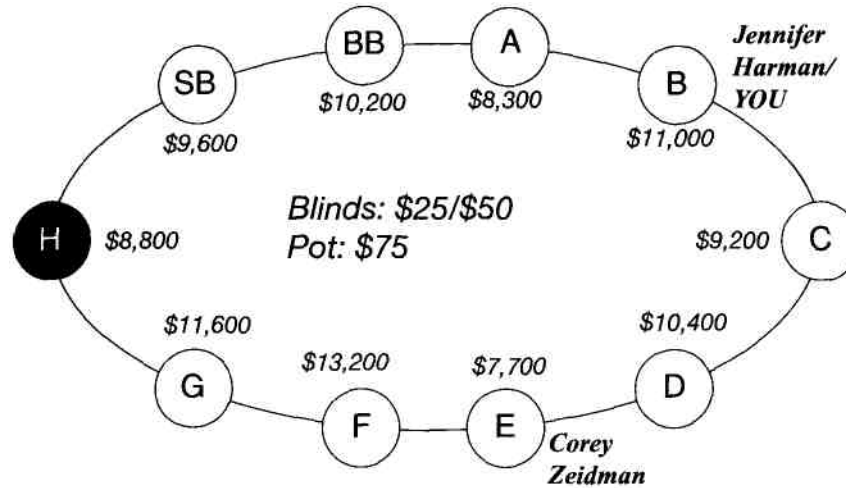 BB
A
Jennifer
Harman/
YOU
SB
B
$10,200
$8,300
$9,600
$11,000
Blinds: $25/$50
Pot: $75
H
$8,800
$9,200
C
$11,600
$10,400
$13,200
$7,700
G
F
E
D
Corey
Zeidman